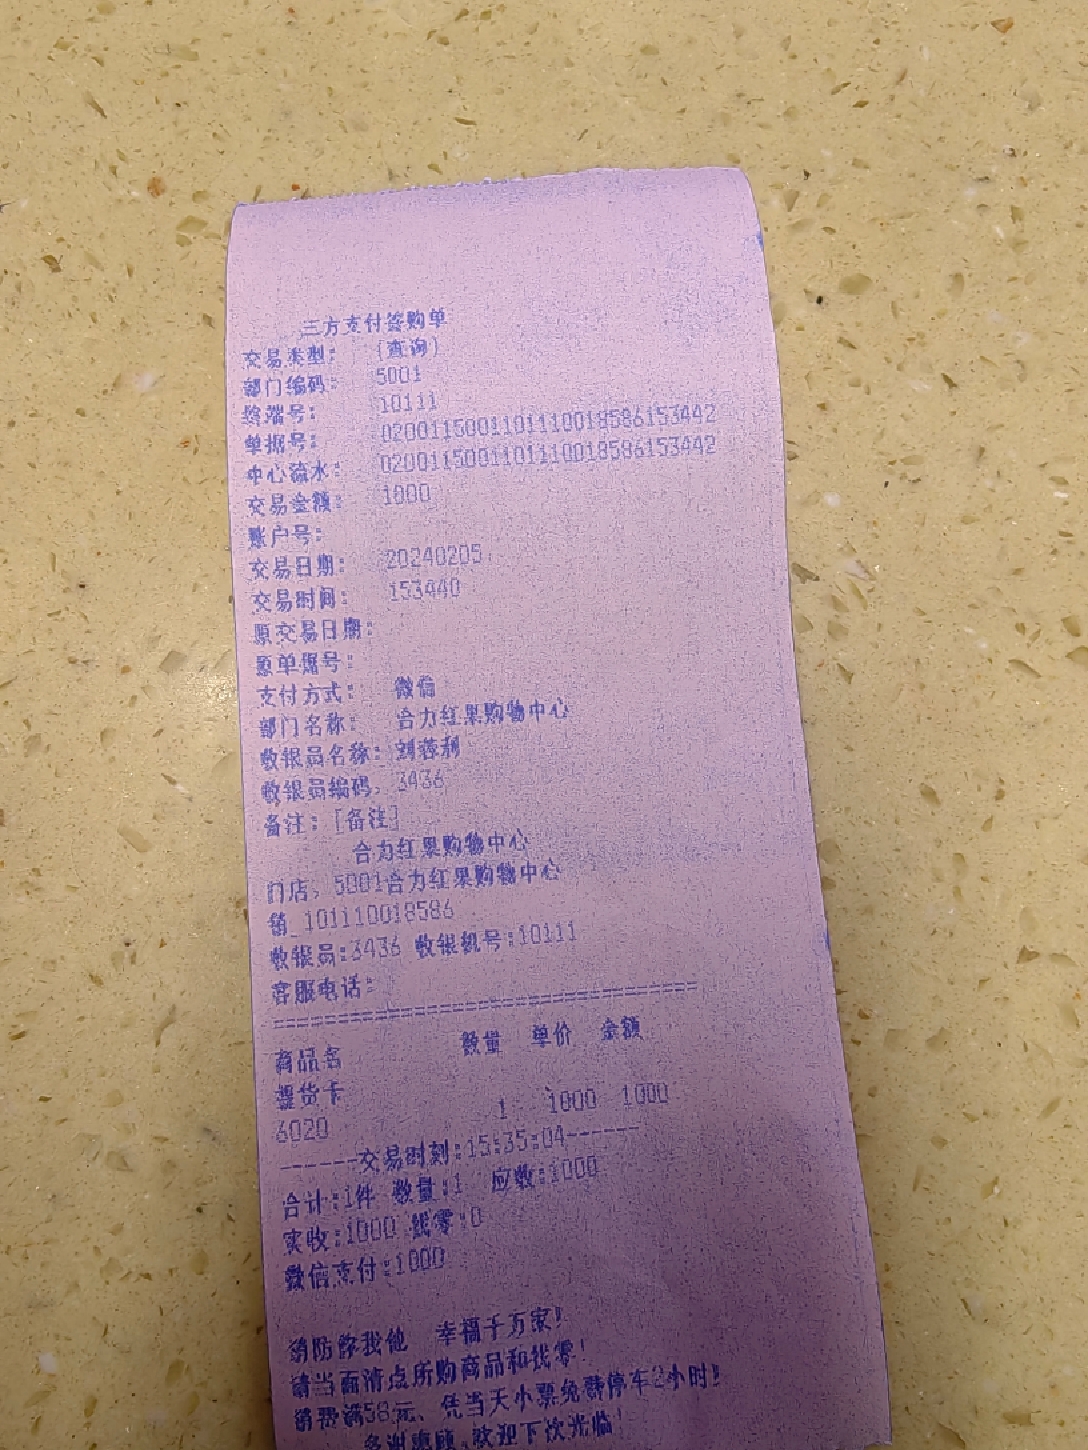 三方支付签购单
交易类型： (查询)
部门编码： 5001
终端号： 10111
单据号： 0200115001101110018586153442
中心流水： 0200115001101110018586153442
交易金额： 1000
账户号：
交易日期： 20240205
交易时间： 153440
原交易日期：
原单据号：
支付方式： 微信
部门名称： 合力红果购物中心
收银员名称：刘蓉利
收银员编码：3436
备注：[备注]
合力红果购物中心
门店：5001合力红果购物中心
销_101110018586
收银员:3436 收银机号:10111
客服电话：
========================================
商品名 数量 单价 金额
提货卡
6020 1 1000 1000
------交易时刻:15:35:04------
合计:1件 数量:1 应收:1000
实收:1000 找零:0
微信支付:1000
消防你我他 幸福千万家！
请当面清点所购商品和找零！
消费满58元、凭当天小票免费停车2小时！
多谢惠顾,欢迎下次光临！